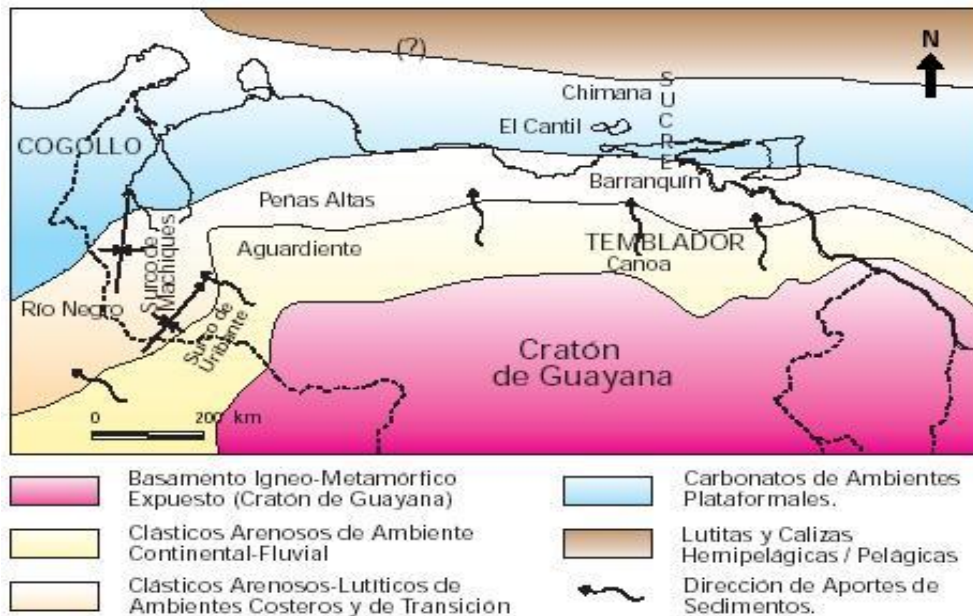 (?)
N
Chimana
SUCRE
El Cantil
COGOLLO
Barranquín
Penas Altas
Surco de
Machiques
Aguardiente
TEMBLADOR
Canoa
Río Negro
Surco de
Uribante
Cratón
de Guayana
0 200 km
Basamento Igneo-Metamórfico
Expuesto (Cratón de Guayana)
Clásticos Arenosos de Ambiente
Continental-Fluvial
Clásticos Arenosos-Lutíticos de
Ambientes Costeros y de Transición
Carbonatos de Ambientes
Plataformales.
Lutitas y Calizas
Hemipelágicas / Pelágicas
Dirección de Aportes de
Sedimentos.